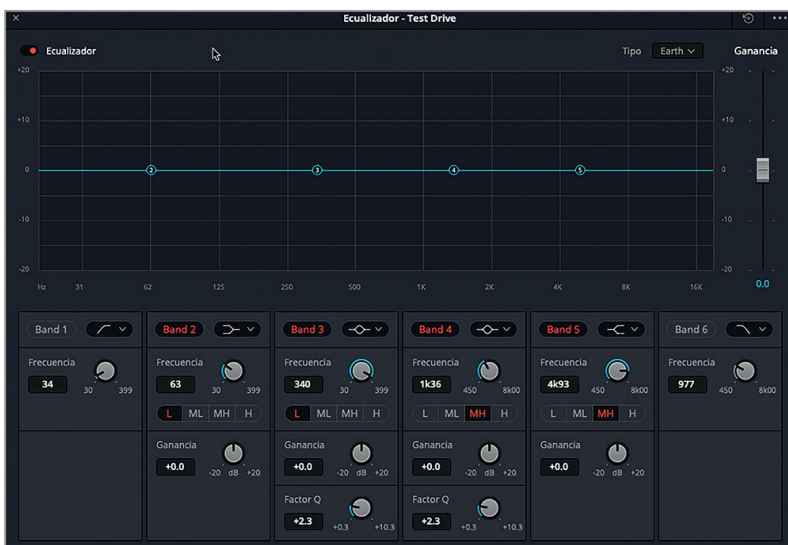 Ecualizador - Test Drive
Ecualizador
Tipo Earth Ganancia
+20 +20
+10 +10
0 0
-10 -10
-20 -20
Hz 31 62 125 250 500 1K 2K 4K 8K 16K 0.0
2 3 4 5
Band 1 Band 2 Band 3 Band 4 Band 5 Band 6
Frecuencia Frecuencia Frecuencia Frecuencia Frecuencia Frecuencia
34 30 399 63 30 399 340 30 399 1k36 450 8k00 4k93 450 8k00 977 450 8k00
L ML MH H L ML MH H L ML MH H L ML MH H
Ganancia Ganancia Ganancia Ganancia
+0.0 -20 dB +20 +0.0 -20 dB +20 +0.0 -20 dB +20 +0.0 -20 dB +20
Factor Q Factor Q
+2.3 +0.3 +10.3 +2.3 +0.3 +10.3